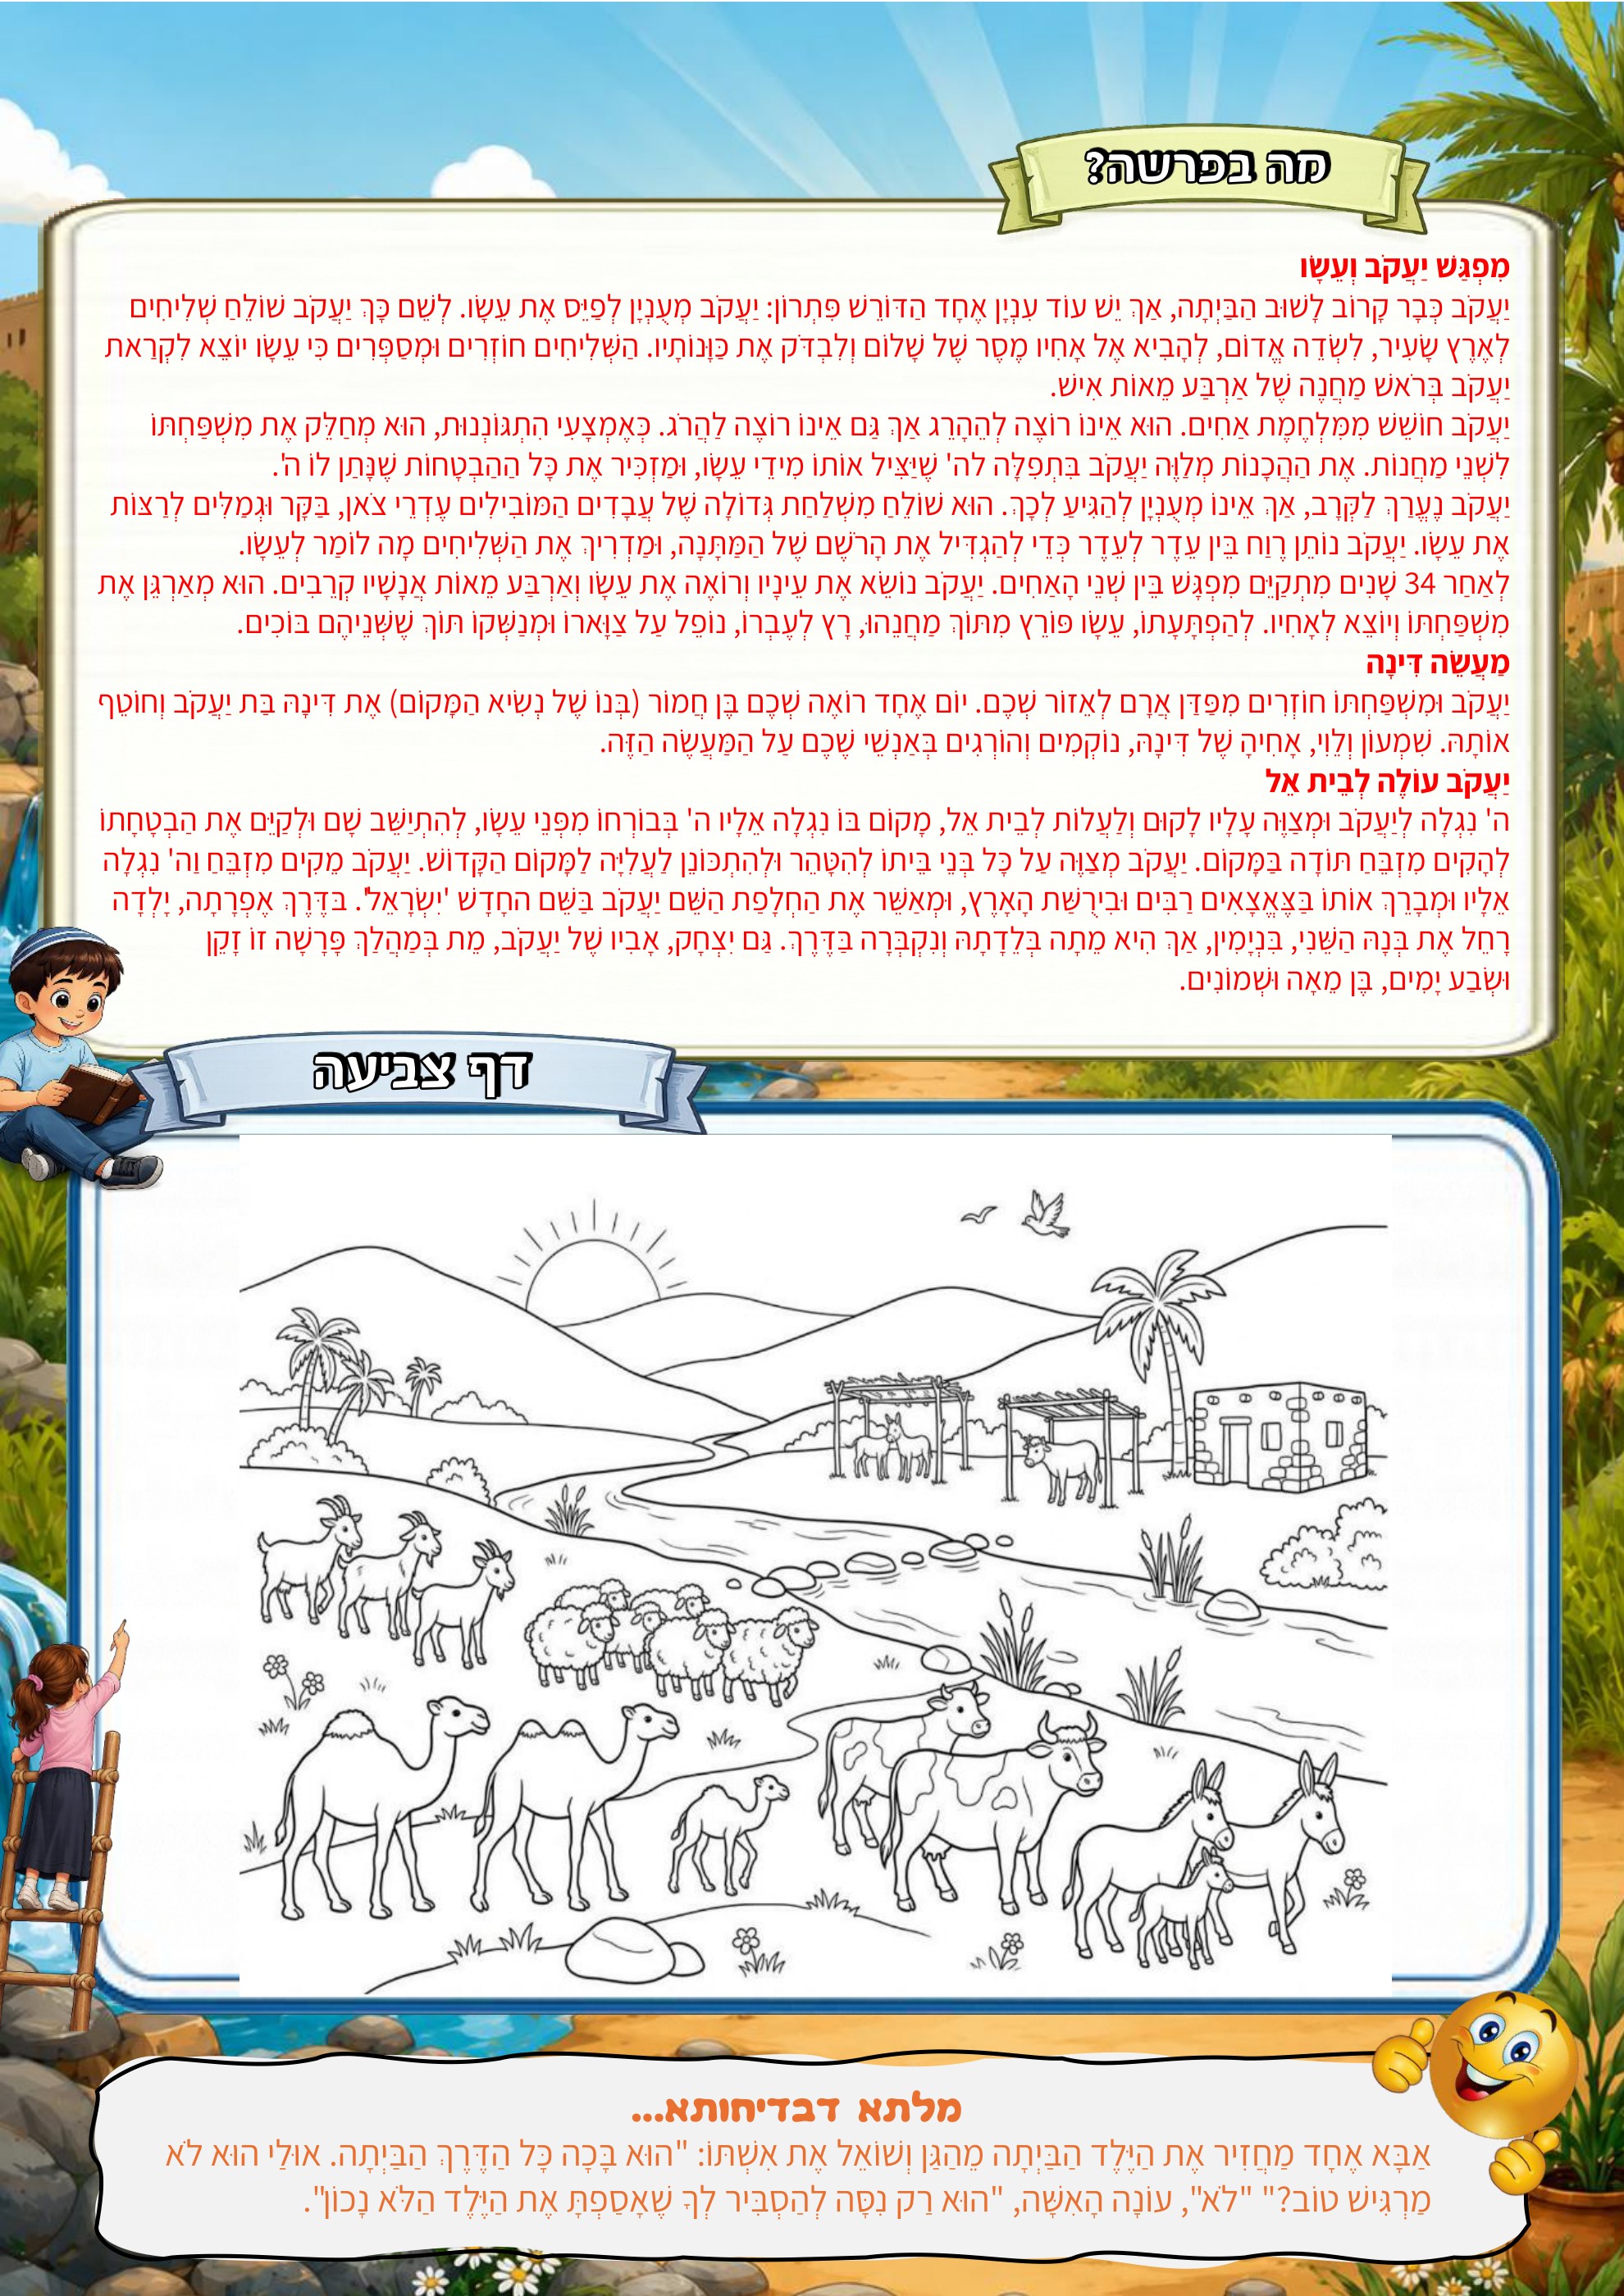 מה בפרשה?
מִפְגַּשׁ יַעֲקֹב וְעֵשָׂו
יַעֲקֹב כְּבָר קָרוֹב לָשׁוּב הַבַּיְתָה, אַךְ יֵשׁ עוֹד עִנְיָן אֶחָד הַדּוֹרֵשׁ פִּתְרוֹן: יַעֲקֹב מְעֻנְיָן לְפַיֵּס אֶת עֵשָׂו. לְשֵׁם כָּךְ יַעֲקֹב שׁוֹלֵחַ שְׁלִיחִים
לְאֶרֶץ שֵׂעִיר, לִשְׂדֵה אֱדוֹם, לְהָבִיא אֶל אָחִיו מֶסֶר שֶׁל שָׁלוֹם וְלִבְדֹּק אֶת כַּוָּנוֹתָיו. הַשְּׁלִיחִים חוֹזְרִים וּמְסַפְּרִים כִּי עֵשָׂו יוֹצֵא לִקְרַאת
יַעֲקֹב בְּרֹאשׁ מַחֲנֶה שֶׁל אַרְבַּע מֵאוֹת אִישׁ.
יַעֲקֹב חוֹשֵׁשׁ מִמִּלְחֶמֶת אַחִים. הוּא אֵינוֹ רוֹצֶה לְהֵהָרֵג אַךְ גַּם אֵינוֹ רוֹצֶה לַהֲרֹג. כְּאֶמְצָעִי הִתְגּוֹנְנוּת, הוּא מְחַלֵּק אֶת מִשְׁפַּחְתּוֹ
לִשְׁנֵי מַחֲנוֹת. אֶת הַהֲכָנוֹת מְלַוֶּה יַעֲקֹב בִּתְפִלָּה לה' שֶׁיַּצִּיל אוֹתוֹ מִידֵי עֵשָׂו, וּמַזְכִּיר אֶת כָּל הַהַבְטָחוֹת שֶׁנָּתַן לוֹ ה'.
יַעֲקֹב נֶעֱרַךְ לַקְּרָב, אַךְ אֵינוֹ מְעֻנְיָן לְהַגִּיעַ לְכָךְ. הוּא שׁוֹלֵחַ מִשְׁלַחַת גְּדוֹלָה שֶׁל עֲבָדִים הַמּוֹבִילִים עֶדְרֵי צֹאן, בַּקָּר וּגְמַלִּים לְרַצּוֹת
אֶת עֵשָׂו. יַעֲקֹב נוֹתֵן רֶוַח בֵּין עֵדֶר לְעֵדֶר כְּדֵי לְהַגְדִּיל אֶת הָרֹשֶׁם שֶׁל הַמַּתָּנָה, וּמַדְרִיךְ אֶת הַשְּׁלִיחִים מָה לוֹמַר לְעֵשָׂו.
לְאַחַר 34 שָׁנִים מִתְקַיֵּם מִפְגָּשׁ בֵּין שְׁנֵי הָאַחִים. יַעֲקֹב נוֹשֵׂא אֶת עֵינָיו וְרוֹאֶה אֶת עֵשָׂו וְאַרְבַּע מֵאוֹת אֲנָשָׁיו קְרֵבִים. הוּא מְאַרְגֵּן אֶת
מִשְׁפַּחְתּוֹ וְיוֹצֵא לְאָחִיו. לְהַפְתָּעָתוֹ, עֵשָׂו פּוֹרֵץ מִתּוֹךְ מַחֲנֵהוּ, רָץ לְעֶבְרוֹ, נוֹפֵל עַל צַוָּארוֹ וּמְנַשְּׁקוֹ תּוֹךְ שֶׁשְּׁנֵיהֶם בּוֹכִים.
מַעֲשֵׂה דִּינָה
יַעֲקֹב וּמִשְׁפַּחְתּוֹ חוֹזְרִים מִפַּדַּן אֲרָם לְאֵזוֹר שְׁכֶם. יוֹם אֶחָד רוֹאֶה שְׁכֶם בֶּן חֲמוֹר (בְּנוֹ שֶׁל נְשִׂיא הַמָּקוֹם) אֶת דִּינָהּ בַּת יַעֲקֹב וְחוֹטֵף
אוֹתָהּ. שִׁמְעוֹן וְלֵוִי, אָחִיהָ שֶׁל דִּינָהּ, נוֹקְמִים וְהוֹרְגִים בְּאַנְשֵׁי שְׁכֶם עַל הַמַּעֲשֶׂה הַזֶּה.
יַעֲקֹב עוֹלֶה לְבֵית אֵל
ה' נִגְלָה לְיַעֲקֹב וּמְצַוֶּה עָלָיו לָקוּם וְלַעֲלוֹת לְבֵית אֵל, מָקוֹם בּוֹ נִגְלָה אֵלָיו ה' בְּבוֹרְחוֹ מִפְּנֵי עֵשָׂו, לְהִתְיַשֵּׁב שָׁם וּלְקַיֵּם אֶת הַבְטָחָתוֹ
לְהָקִים מִזְבֵּחַ תּוֹדָה בַּמָּקוֹם. יַעֲקֹב מְצַוֶּה עַל כָּל בְּנֵי בֵּיתוֹ לְהִטָּהֵר וּלְהִתְכּוֹנֵן לַעֲלִיָּה לַמָּקוֹם הַקָּדוֹשׁ. יַעֲקֹב מֵקִים מִזְבֵּחַ וַה' נִגְלָה
אֵלָיו וּמְבָרֵךְ אוֹתוֹ בַּצֶּאֱצָאִים רַבִּים וּבִירֻשַּׁת הָאָרֶץ, וּמְאַשֵּׁר אֶת הַחְלָפַת הַשֵּׁם יַעֲקֹב בַּשֵּׁם הַחָדָשׁ 'יִשְׂרָאֵל'. בַּדֶּרֶךְ אֶפְרָתָה, יָלְדָה
רָחֵל אֶת בְּנָהּ הַשֵּׁנִי, בִּנְיָמִין, אַךְ הִיא מֵתָה בְּלֵדָתָהּ וְנִקְבְּרָה בַּדֶּרֶךְ. גַּם יִצְחָק, אָבִיו שֶׁל יַעֲקֹב, מֵת בְּמַהֲלַךְ פָּרָשָׁה זוֹ זָקֵן
וּשְׂבַע יָמִים, בֶּן מֵאָה וּשְׁמוֹנִים.
דף צביעה
מלתא דבדיחותא...
אַבָּא אֶחָד מַחֲזִיר אֶת הַיֶּלֶד הַבַּיְתָה מֵהַגַּן וְשׁוֹאֵל אֶת אִשְׁתּוֹ: "הוּא בָּכָה כָּל הַדֶּרֶךְ הַבַּיְתָה. אוּלַי הוּא לֹא
מַרְגִּישׁ טוֹב?" "לֹא", עוֹנָה הָאִשָּׁה, "הוּא רַק נִסָּה לְהַסְבִּיר לְךָ שֶׁאָסַפְתָּ אֶת הַיֶּלֶד הַלֹּא נָכוֹן".